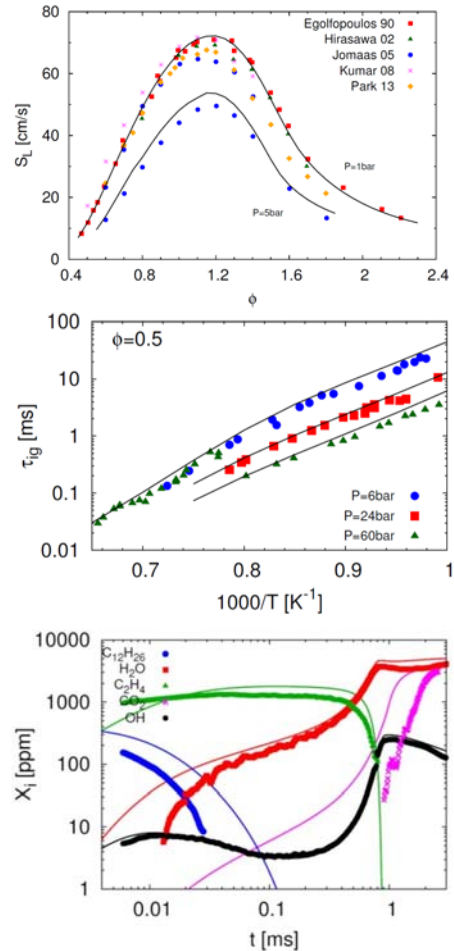 Egolfopoulos 90
Hirasawa 02
Jomaas 05
Kumar 08
Park 13
80
60
40
20
0
S_L [cm/s]
P=1bar
P=5bar
0.4 0.8 1.2 1.6 2 2.4
ϕ
ϕ=0.5
100
10
1
0.1
0.01
τ_ig [ms]
P=6bar
P=24bar
P=60bar
0.7 0.8 0.9 1
1000/T [K⁻¹]
C₁₂H₂₆
H₂O
C₂H₄
CO₂
OH
10000
1000
100
10
1
X_i [ppm]
0.01 0.1 1
t [ms]